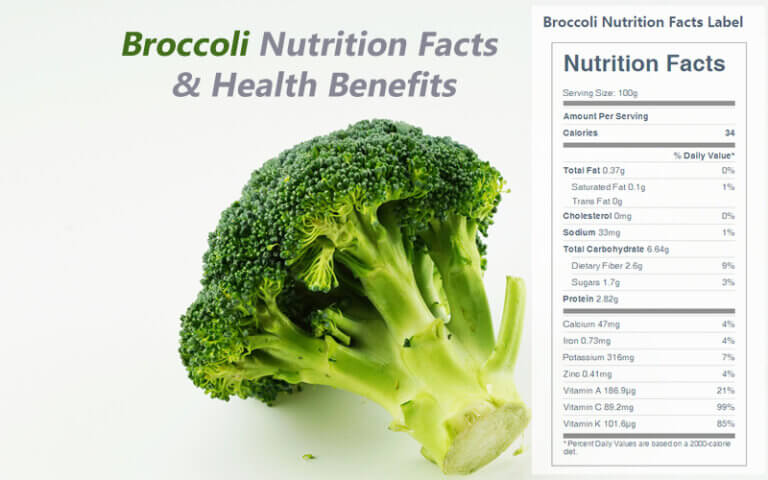 Broccoli Nutrition Facts
& Health Benefits
Broccoli Nutrition Facts Label
Nutrition Facts
Serving Size: 100g
Amount Per Serving
Calories 34
% Daily Value*
Total Fat 0.37g 0%
Saturated Fat 0.1g 1%
Trans Fat 0g
Cholesterol 0mg 0%
Sodium 33mg 1%
Total Carbohydrate 6.64g
Dietary Fiber 2.6g 9%
Sugars 1.7g 3%
Protein 2.82g
Calcium 47mg 4%
Iron 0.73mg 4%
Potassium 316mg 7%
Zinc 0.41mg 4%
Vitamin A 186.9µg 21%
Vitamin C 89.2mg 99%
Vitamin K 101.6µg 85%
* Percent Daily Values are based on a 2000-calorie
diet.